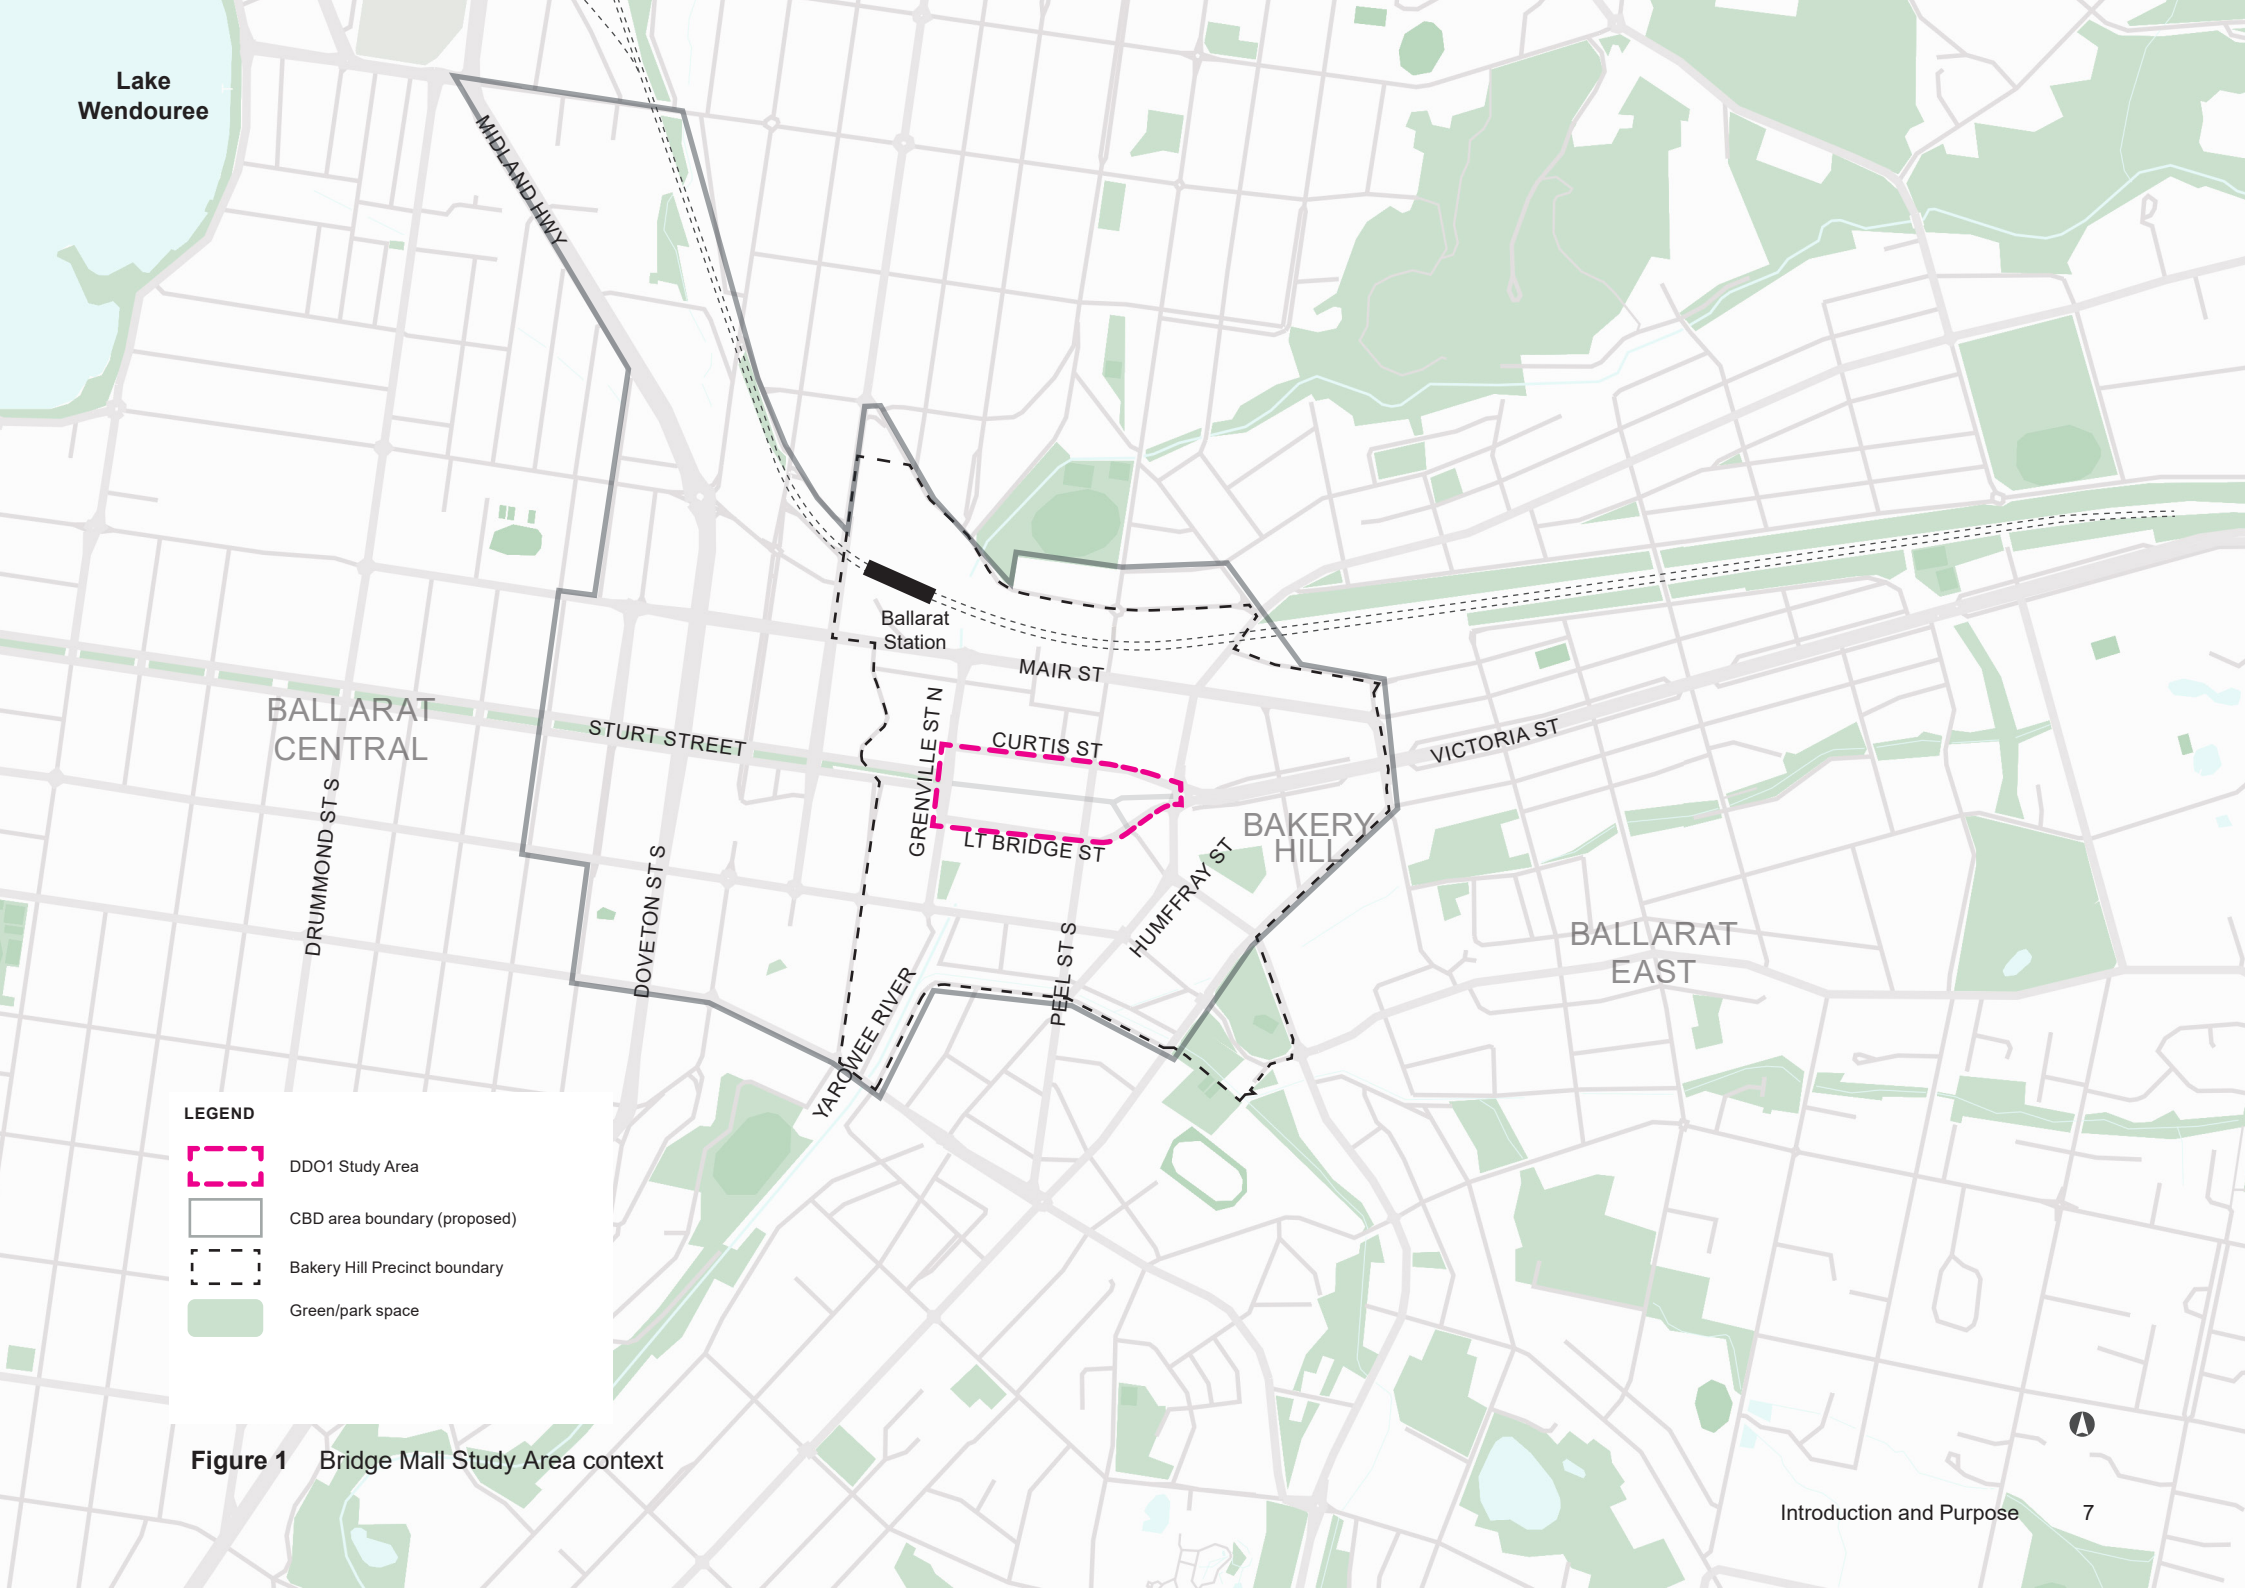 Lake
Wendouree
MIDLAND HWY
Ballarat
Station
MAIR ST
BALLARAT
CENTRAL
STURT STREET
GRENVILLE ST N
CURTIS ST
VICTORIA ST
LT BRIDGE ST
BAKERY
HILL
DRUMMOND ST S
DOVETON ST S
HUMFFRAY ST
PEEL ST S
BALLARAT
EAST
YAROWEE RIVER
LEGEND
DDO1 Study Area
CBD area boundary (proposed)
Bakery Hill Precinct boundary
Green/park space
Figure 1 Bridge Mall Study Area context
Introduction and Purpose 7